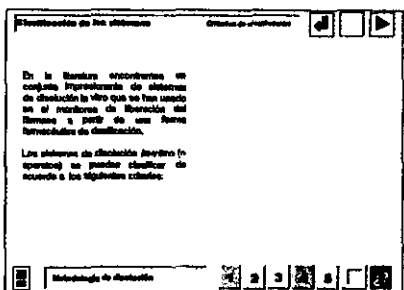 Clasificación de los sistemas
Criterios de clasificación
En la literatura encontramos un
conjunto impresionante de sistemas
de disolución in vitro que se han usado
en el monitoreo de liberación del
fármaco a partir de una forma
farmacéutica de dosificación.
Los sistemas de disolución (o
aparatos) se pueden clasificar de
acuerdo a los siguientes criterios:
Metodología de disolución
2 3 5